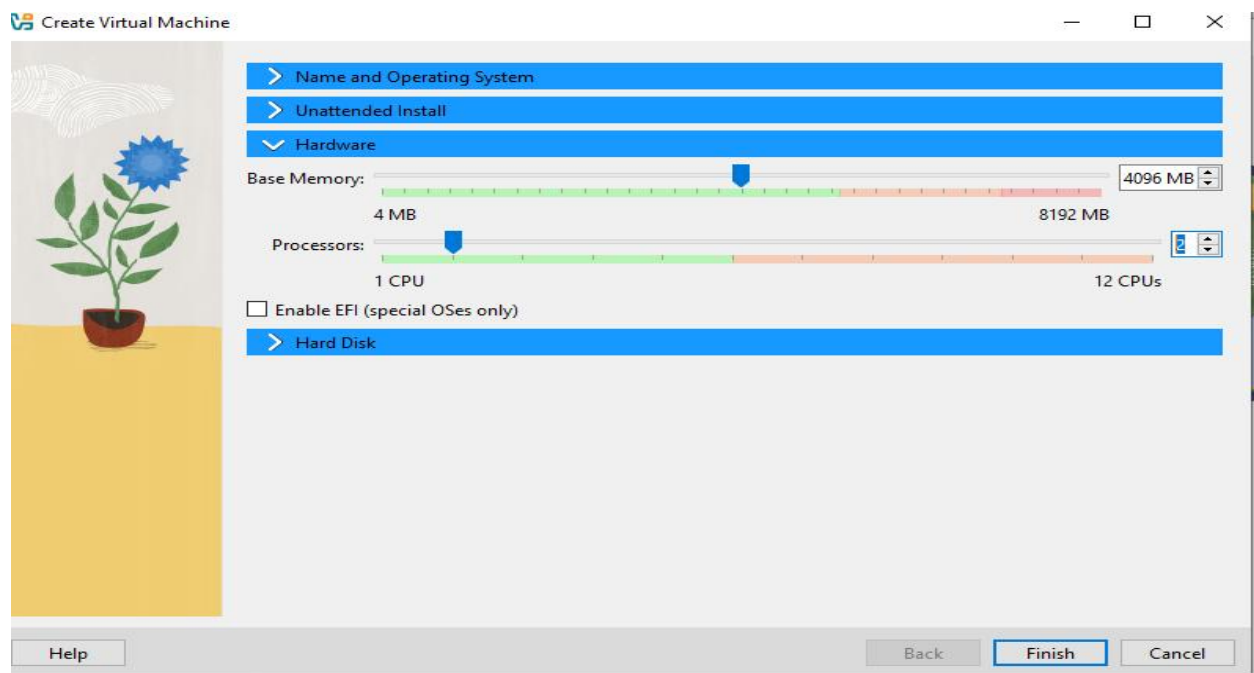 Create Virtual Machine
Name and Operating System
Unattended Install
Hardware
Base Memory: 4096 MB
4 MB 8192 MB
Processors: 2
1 CPU 12 CPUs
Enable EFI (special OSes only)
Hard Disk
Help Back Finish Cancel